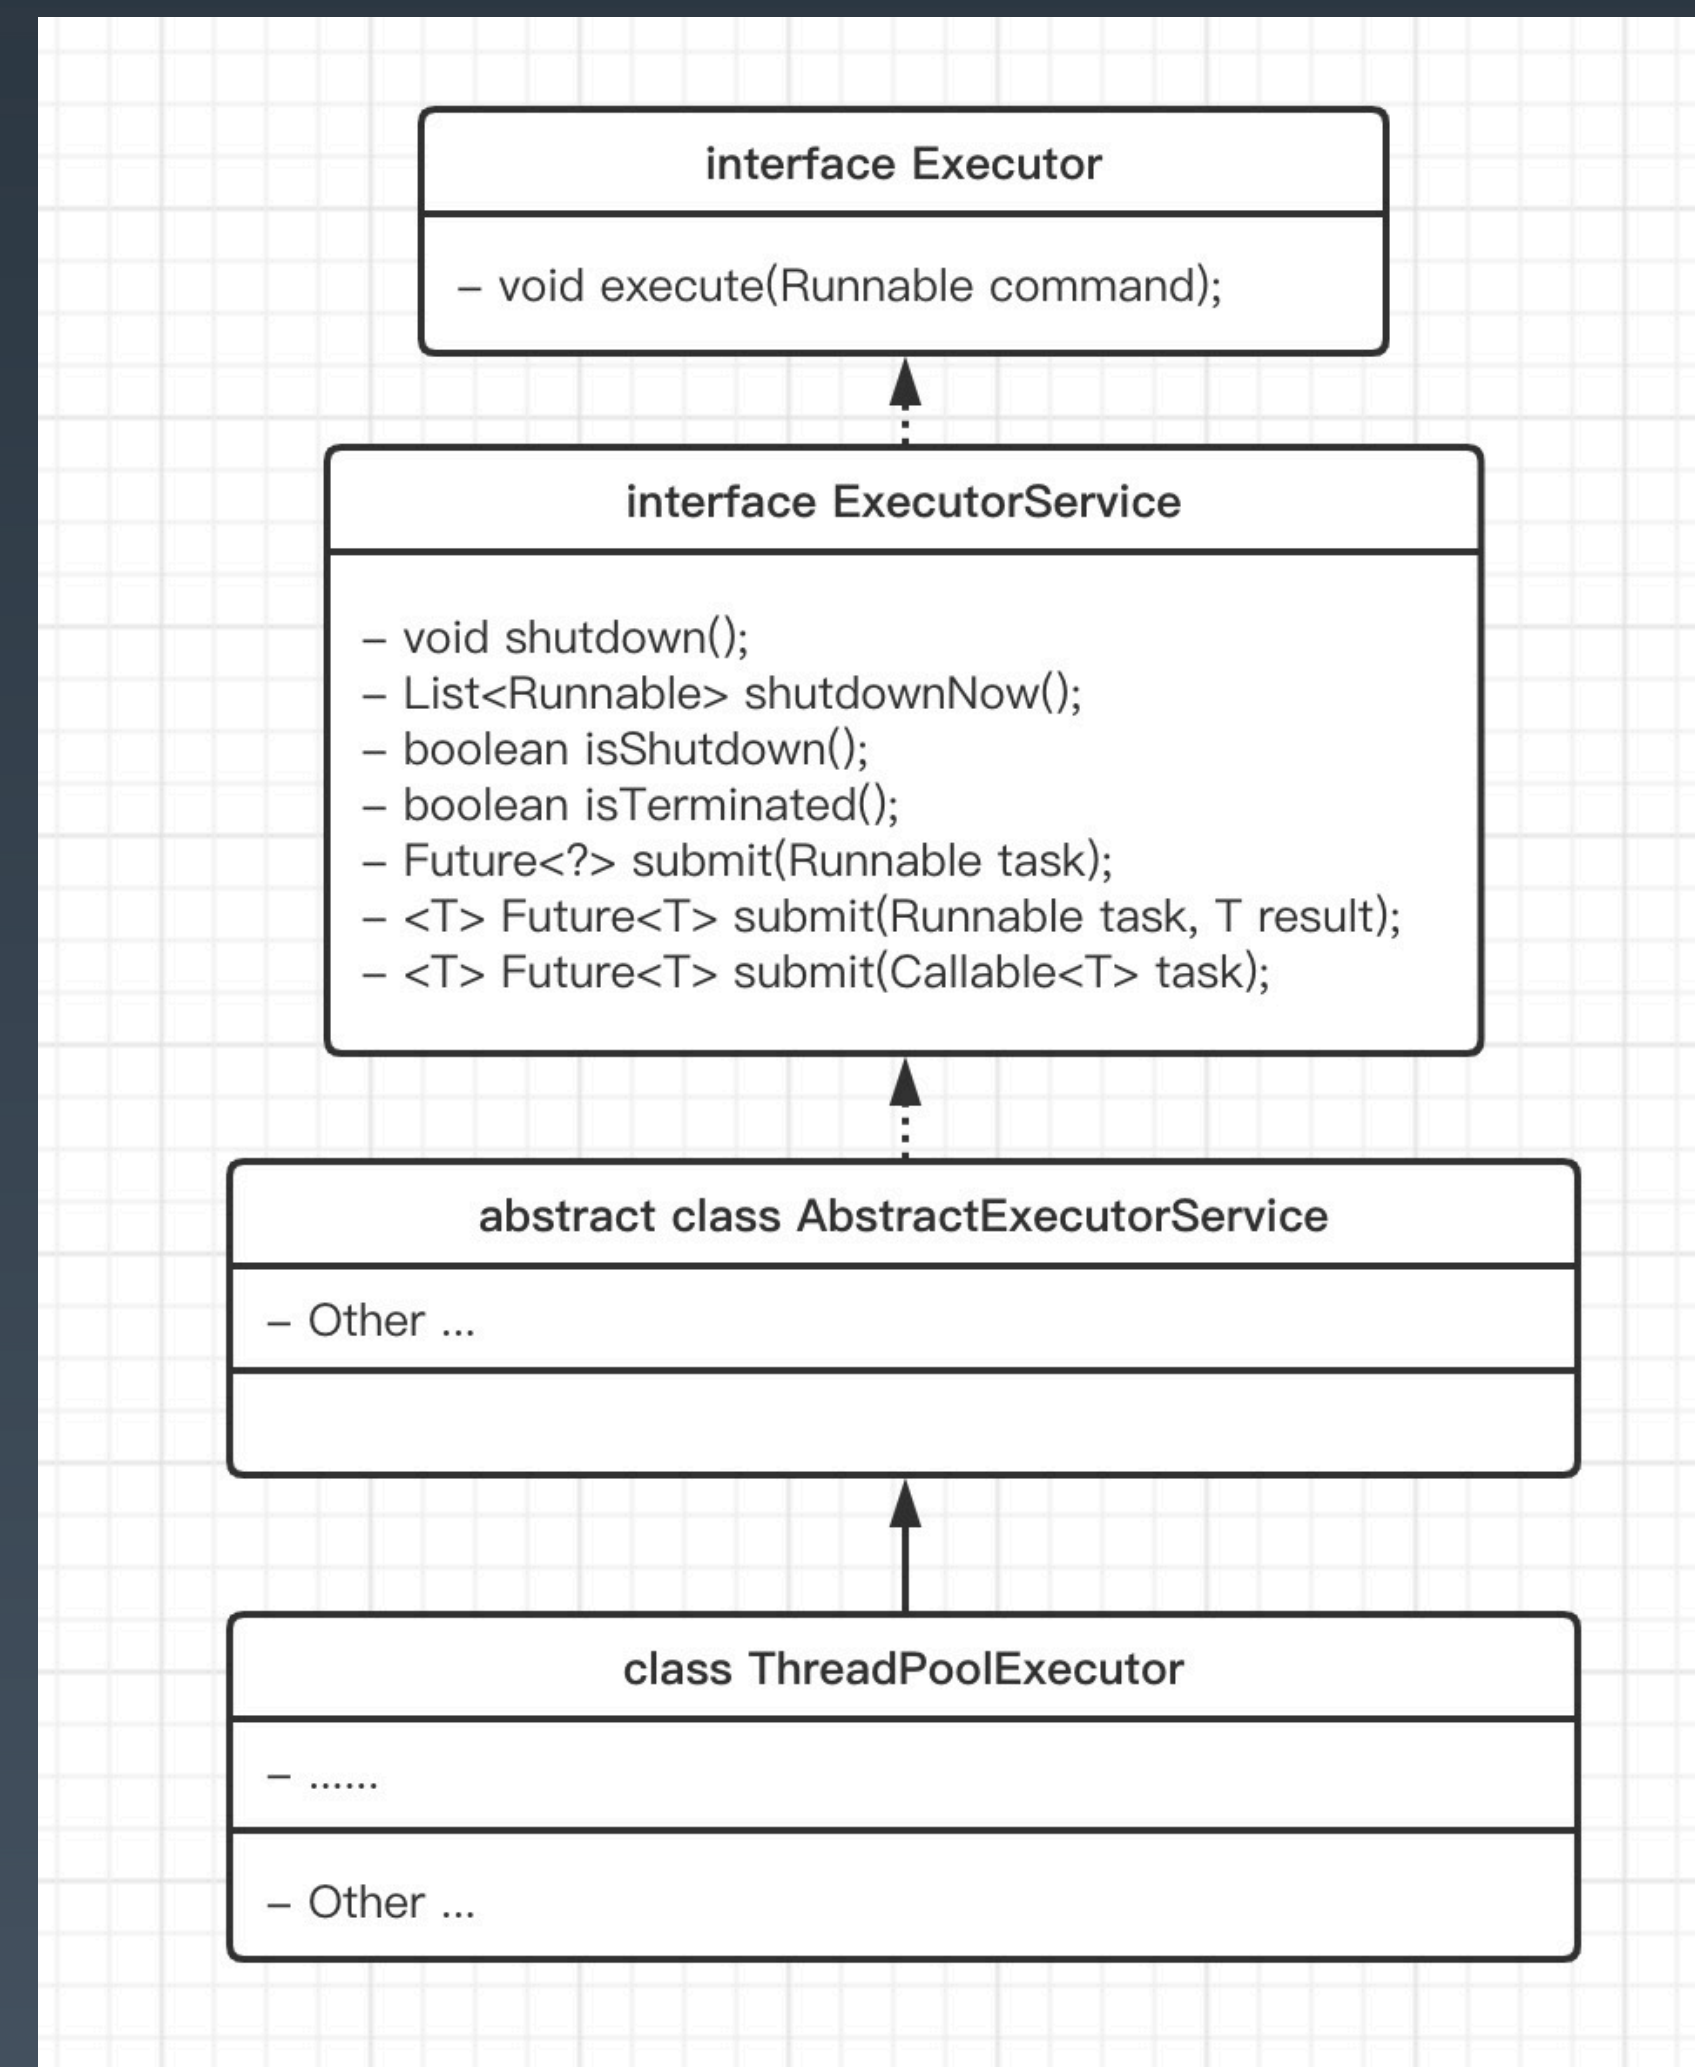 interface Executor
– void execute(Runnable command);
interface ExecutorService
– void shutdown();
– List<Runnable> shutdownNow();
– boolean isShutdown();
– boolean isTerminated();
– Future<?> submit(Runnable task);
– <T> Future<T> submit(Runnable task, T result);
– <T> Future<T> submit(Callable<T> task);
abstract class AbstractExecutorService
– Other ...
class ThreadPoolExecutor
– ......
– Other ...